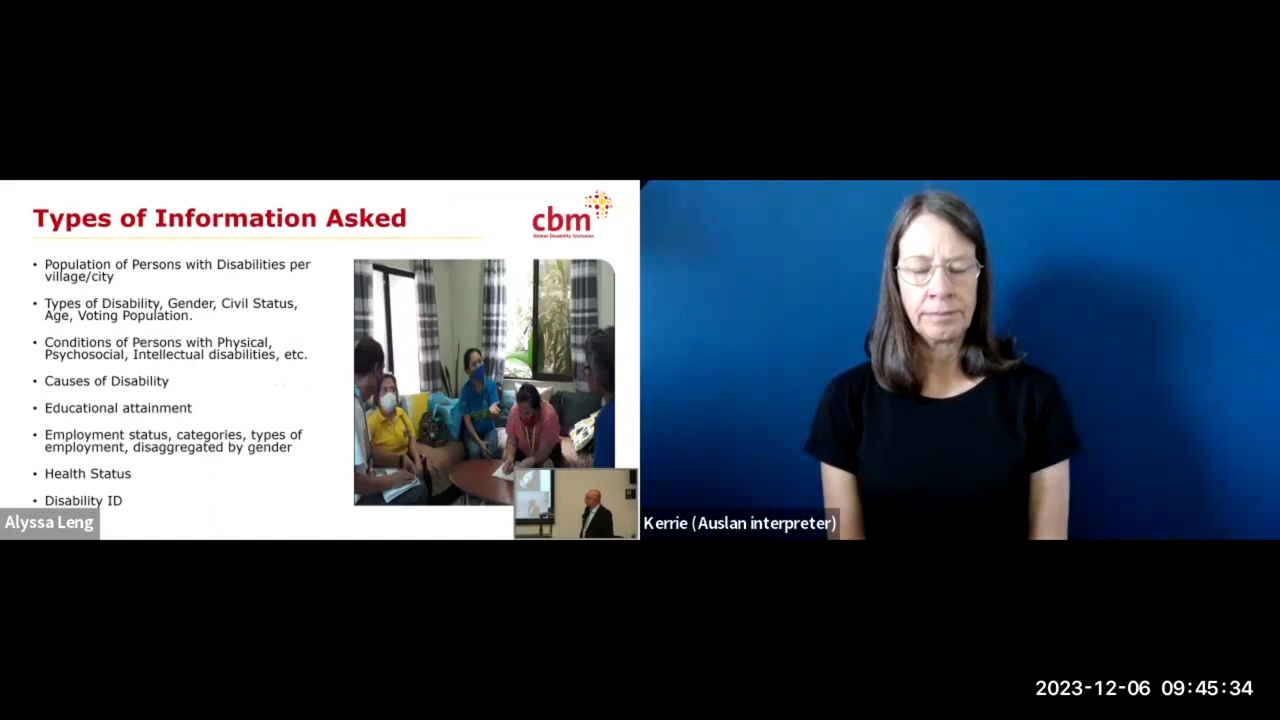 Types of Information Asked
cbm
Global Disability Inclusion
• Population of Persons with Disabilities per
village/city
• Types of Disability, Gender, Civil Status,
Age, Voting Population.
• Conditions of Persons with Physical,
Psychosocial, Intellectual disabilities, etc.
• Causes of Disability
• Educational attainment
• Employment status, categories, types of
employment, disaggregated by gender
• Health Status
• Disability ID
Alyssa Leng
Kerrie (Auslan interpreter)
2023-12-06 09:45:34